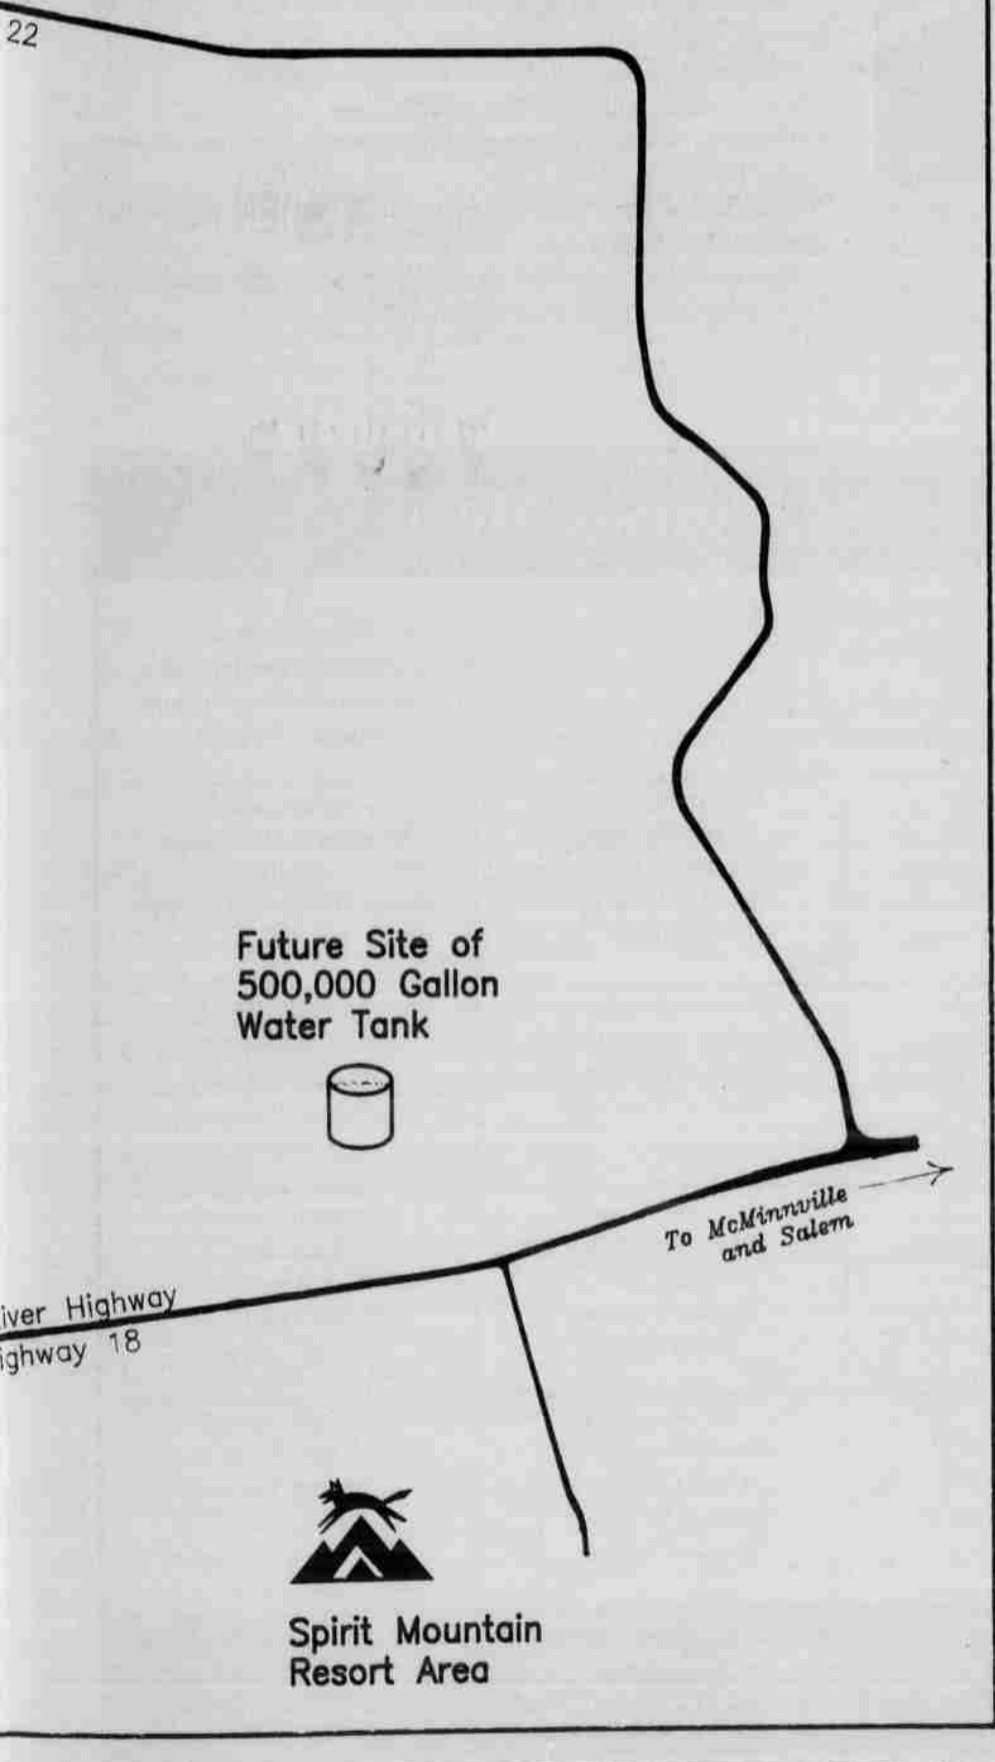 22
Future Site of
500,000 Gallon
Water Tank
To McMinnville
and Salem
iver Highway
ighway 18
Spirit Mountain
Resort Area